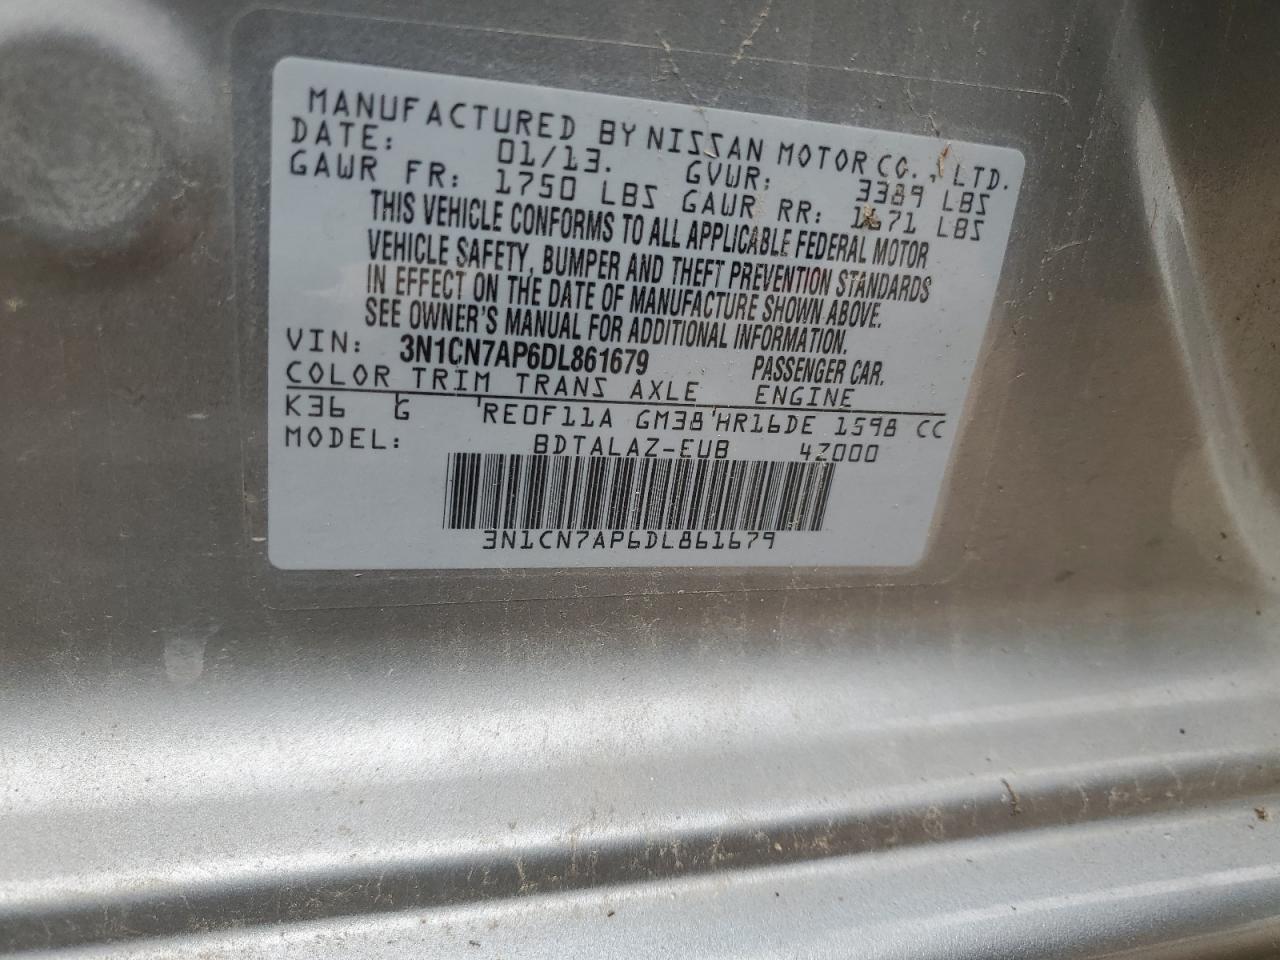 MANUFACTURED BY NISSAN MOTOR CO., LTD.
DATE: 01/13. GVWR: 3389 LBS
GAWR FR: 1750 LBS GAWR RR: 1671 LBS
THIS VEHICLE CONFORMS TO ALL APPLICABLE FEDERAL MOTOR
VEHICLE SAFETY, BUMPER AND THEFT PREVENTION STANDARDS
IN EFFECT ON THE DATE OF MANUFACTURE SHOWN ABOVE.
SEE OWNER'S MANUAL FOR ADDITIONAL INFORMATION.
VIN: 3N1CN7AP6DL861679 PASSENGER CAR.
COLOR TRIM TRANS AXLE ENGINE
K36 G RE0F11A GM38 HR16DE 1598 CC
MODEL: BDTALAZ-EUB 4Z000
3N1CN7AP6DL861679